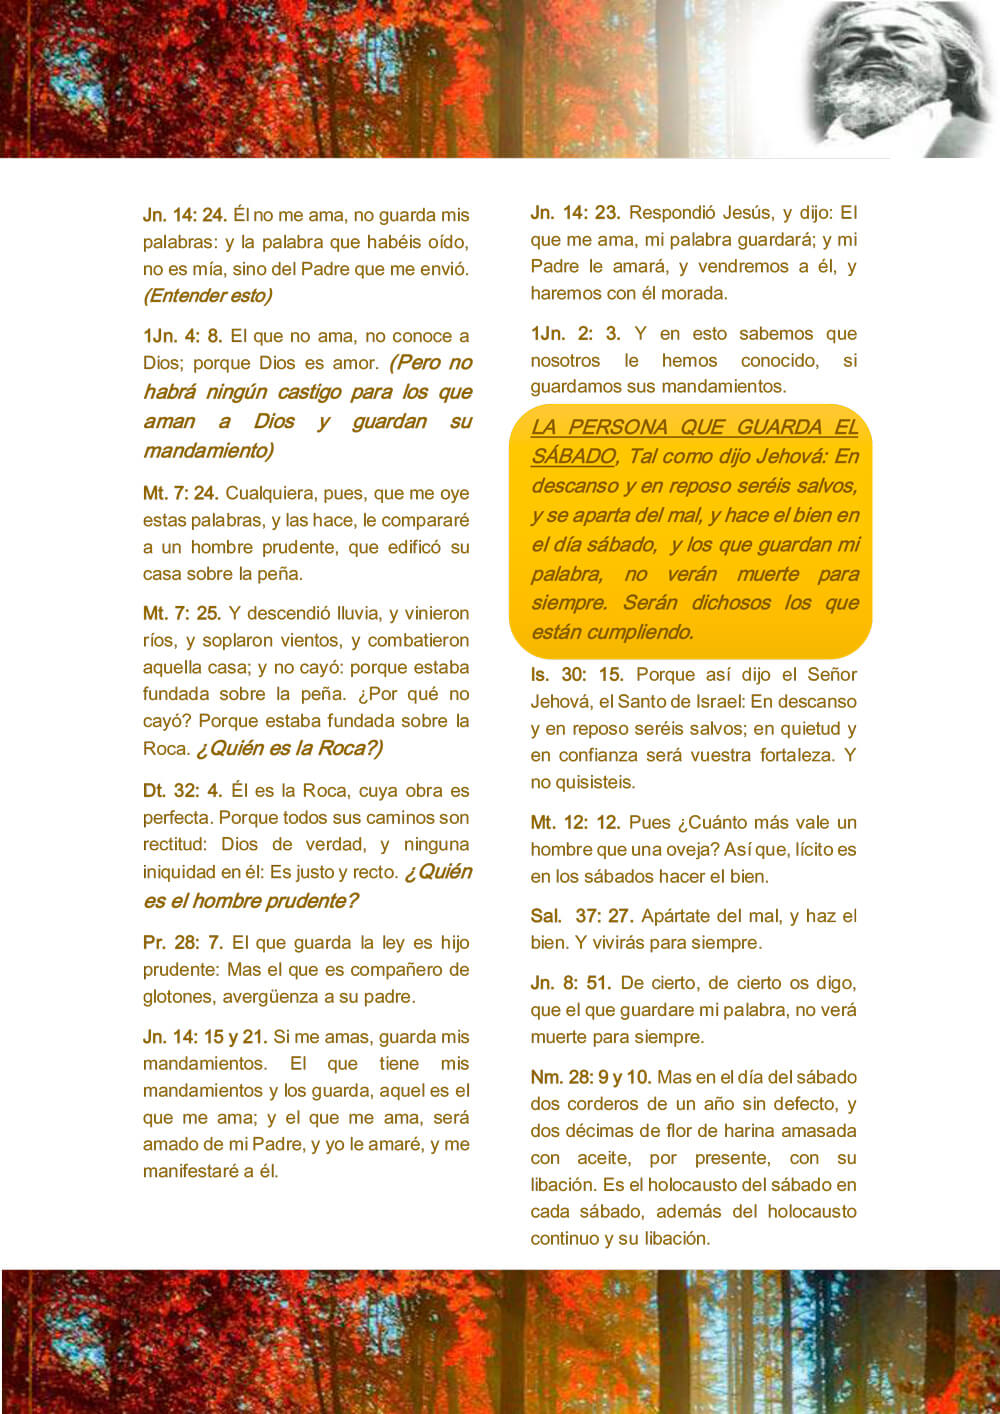 Jn. 14: 24. Él no me ama, no guarda mis
palabras: y la palabra que habéis oído,
no es mía, sino del Padre que me envió.
(Entender esto)
1Jn. 4: 8. El que no ama, no conoce a
Dios; porque Dios es amor. (Pero no
habrá ningún castigo para los que
aman a Dios y guardan su
mandamiento)
Mt. 7: 24. Cualquiera, pues, que me oye
estas palabras, y las hace, le compararé
a un hombre prudente, que edificó su
casa sobre la peña.
Mt. 7: 25. Y descendió lluvia, y vinieron
ríos, y soplaron vientos, y combatieron
aquella casa; y no cayó: porque estaba
fundada sobre la peña. ¿Por qué no
cayó? Porque estaba fundada sobre la
Roca. ¿Quién es la Roca?)
Dt. 32: 4. Él es la Roca, cuya obra es
perfecta. Porque todos sus caminos son
rectitud: Dios de verdad, y ninguna
iniquidad en él: Es justo y recto. ¿Quién
es el hombre prudente?
Pr. 28: 7. El que guarda la ley es hijo
prudente: Mas el que es compañero de
glotones, avergüenza a su padre.
Jn. 14: 15 y 21. Si me amas, guarda mis
mandamientos. El que tiene mis
mandamientos y los guarda, aquel es el
que me ama; y el que me ama, será
amado de mi Padre, y yo le amaré, y me
manifestaré a él.
Jn. 14: 23. Respondió Jesús, y dijo: El
que me ama, mi palabra guardará; y mi
Padre le amará, y vendremos a él, y
haremos con él morada.
1Jn. 2: 3. Y en esto sabemos que
nosotros le hemos conocido, si
guardamos sus mandamientos.
LA PERSONA QUE GUARDA EL
SÁBADO, Tal como dijo Jehová: En
descanso y en reposo seréis salvos,
y se aparta del mal, y hace el bien en
el día sábado, y los que guardan mi
palabra, no verán muerte para
siempre. Serán dichosos los que
están cumpliendo.
Is. 30: 15. Porque así dijo el Señor
Jehová, el Santo de Israel: En descanso
y en reposo seréis salvos; en quietud y
en confianza será vuestra fortaleza. Y
no quisisteis.
Mt. 12: 12. Pues ¿Cuánto más vale un
hombre que una oveja? Así que, lícito es
en los sábados hacer el bien.
Sal. 37: 27. Apártate del mal, y haz el
bien. Y vivirás para siempre.
Jn. 8: 51. De cierto, de cierto os digo,
que el que guardare mi palabra, no verá
muerte para siempre.
Nm. 28: 9 y 10. Mas en el día del sábado
dos corderos de un año sin defecto, y
dos décimas de flor de harina amasada
con aceite, por presente, con su
libación. Es el holocausto del sábado en
cada sábado, además del holocausto
continuo y su libación.